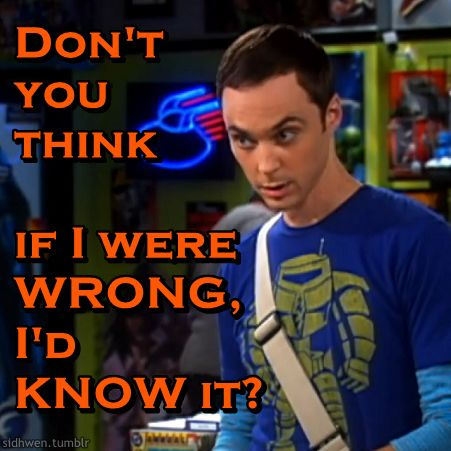 Don't
you
think
if I were
WRONG,
I'd
KNOW it?
sidhwen.tumblr